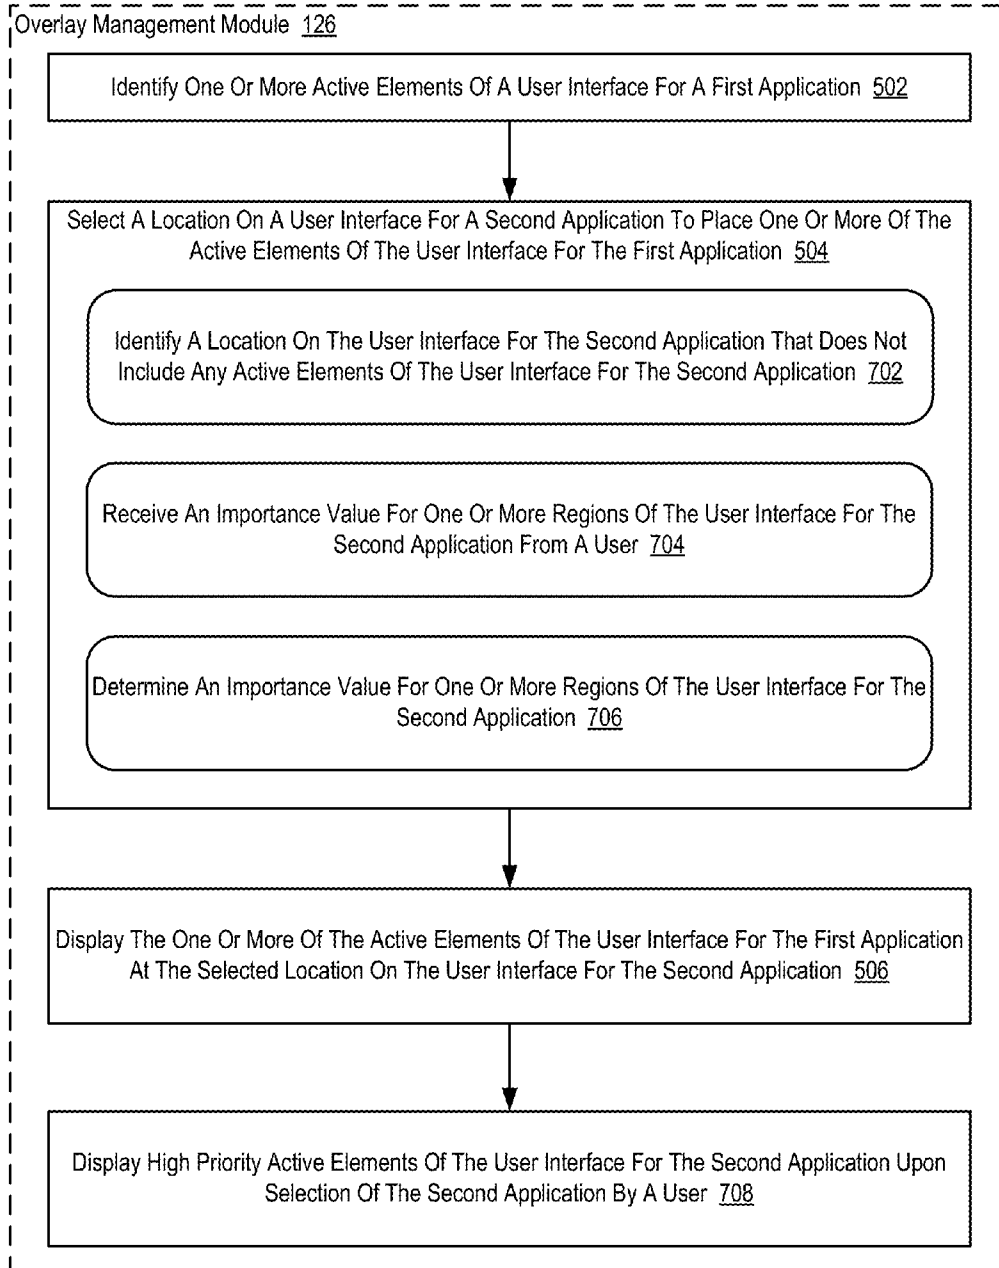 Overlay Management Module 126
Identify One Or More Active Elements Of A User Interface For A First Application 502
Select A Location On A User Interface For A Second Application To Place One Or More Of The
Active Elements Of The User Interface For The First Application 504
Identify A Location On The User Interface For The Second Application That Does Not
Include Any Active Elements Of The User Interface For The Second Application 702
Receive An Importance Value For One Or More Regions Of The User Interface For The
Second Application From A User 704
Determine An Importance Value For One Or More Regions Of The User Interface For The
Second Application 706
Display The One Or More Of The Active Elements Of The User Interface For The First Application
At The Selected Location On The User Interface For The Second Application 506
Display High Priority Active Elements Of The User Interface For The Second Application Upon
Selection Of The Second Application By A User 708